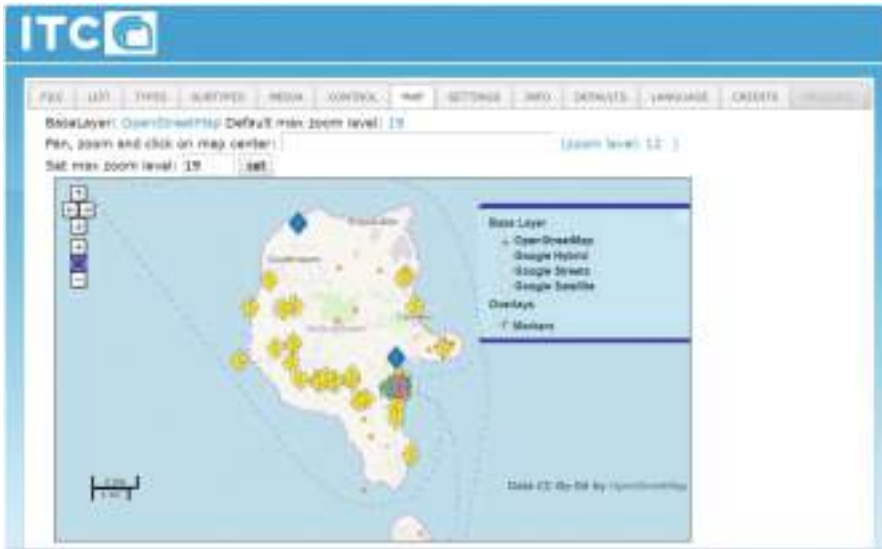 ITC
FILE LIST TYPES SUBTYPES MEDIA CONTROL MAP SETTINGS INFO DEFAULTS LANGUAGE CREDITS
BaseLayer: OpenStreetMap Default max zoom level: 19
Pan, zoom and click on map center: (zoom level: 12 )
Set max zoom level: 19 set
Base Layer
OpenStreetMap
Google Hybrid
Google Streets
Google Satellite
Overlays
Markers
Data CC-By-SA by OpenStreetMap